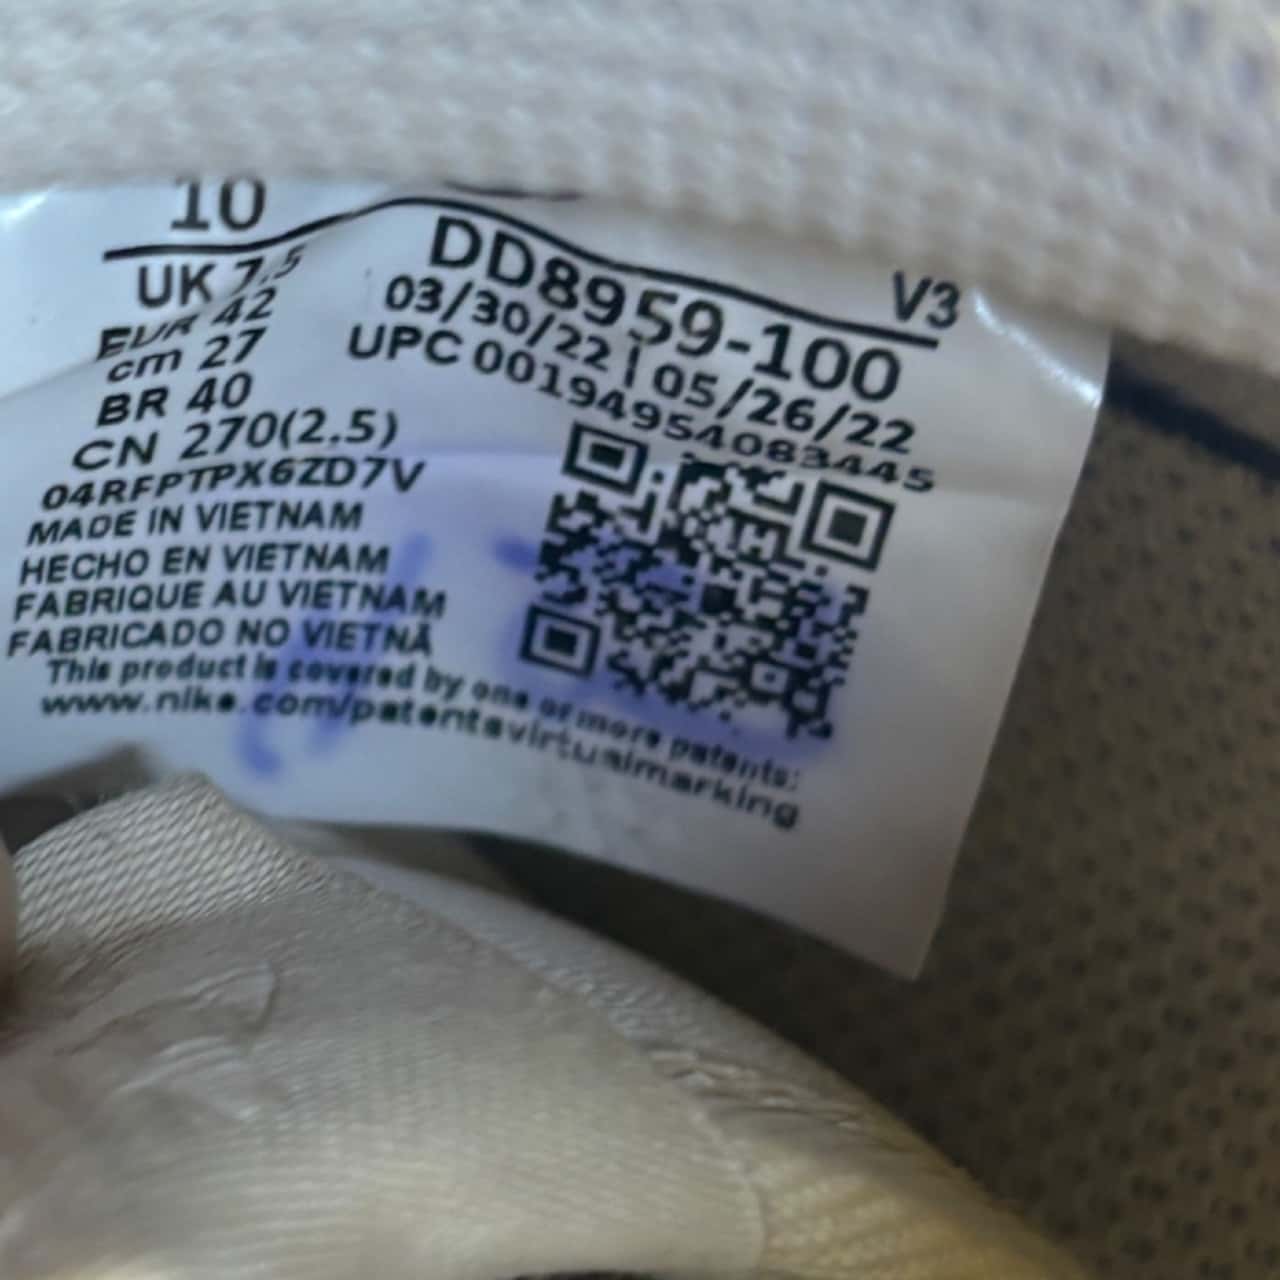 10
UK 7.5
EUR 42
cm 27
BR 40
CN 270(2.5)
04RFPTPX6ZD7V
MADE IN VIETNAM
HECHO EN VIETNAM
FABRIQUE AU VIETNAM
FABRICADO NO VIETNÃ
This product is covered by one or more patents:
www.nike.com/patentsvirtualmarking
V3
DD8959-100
03/30/22 | 05/26/22
UPC 00194954083445